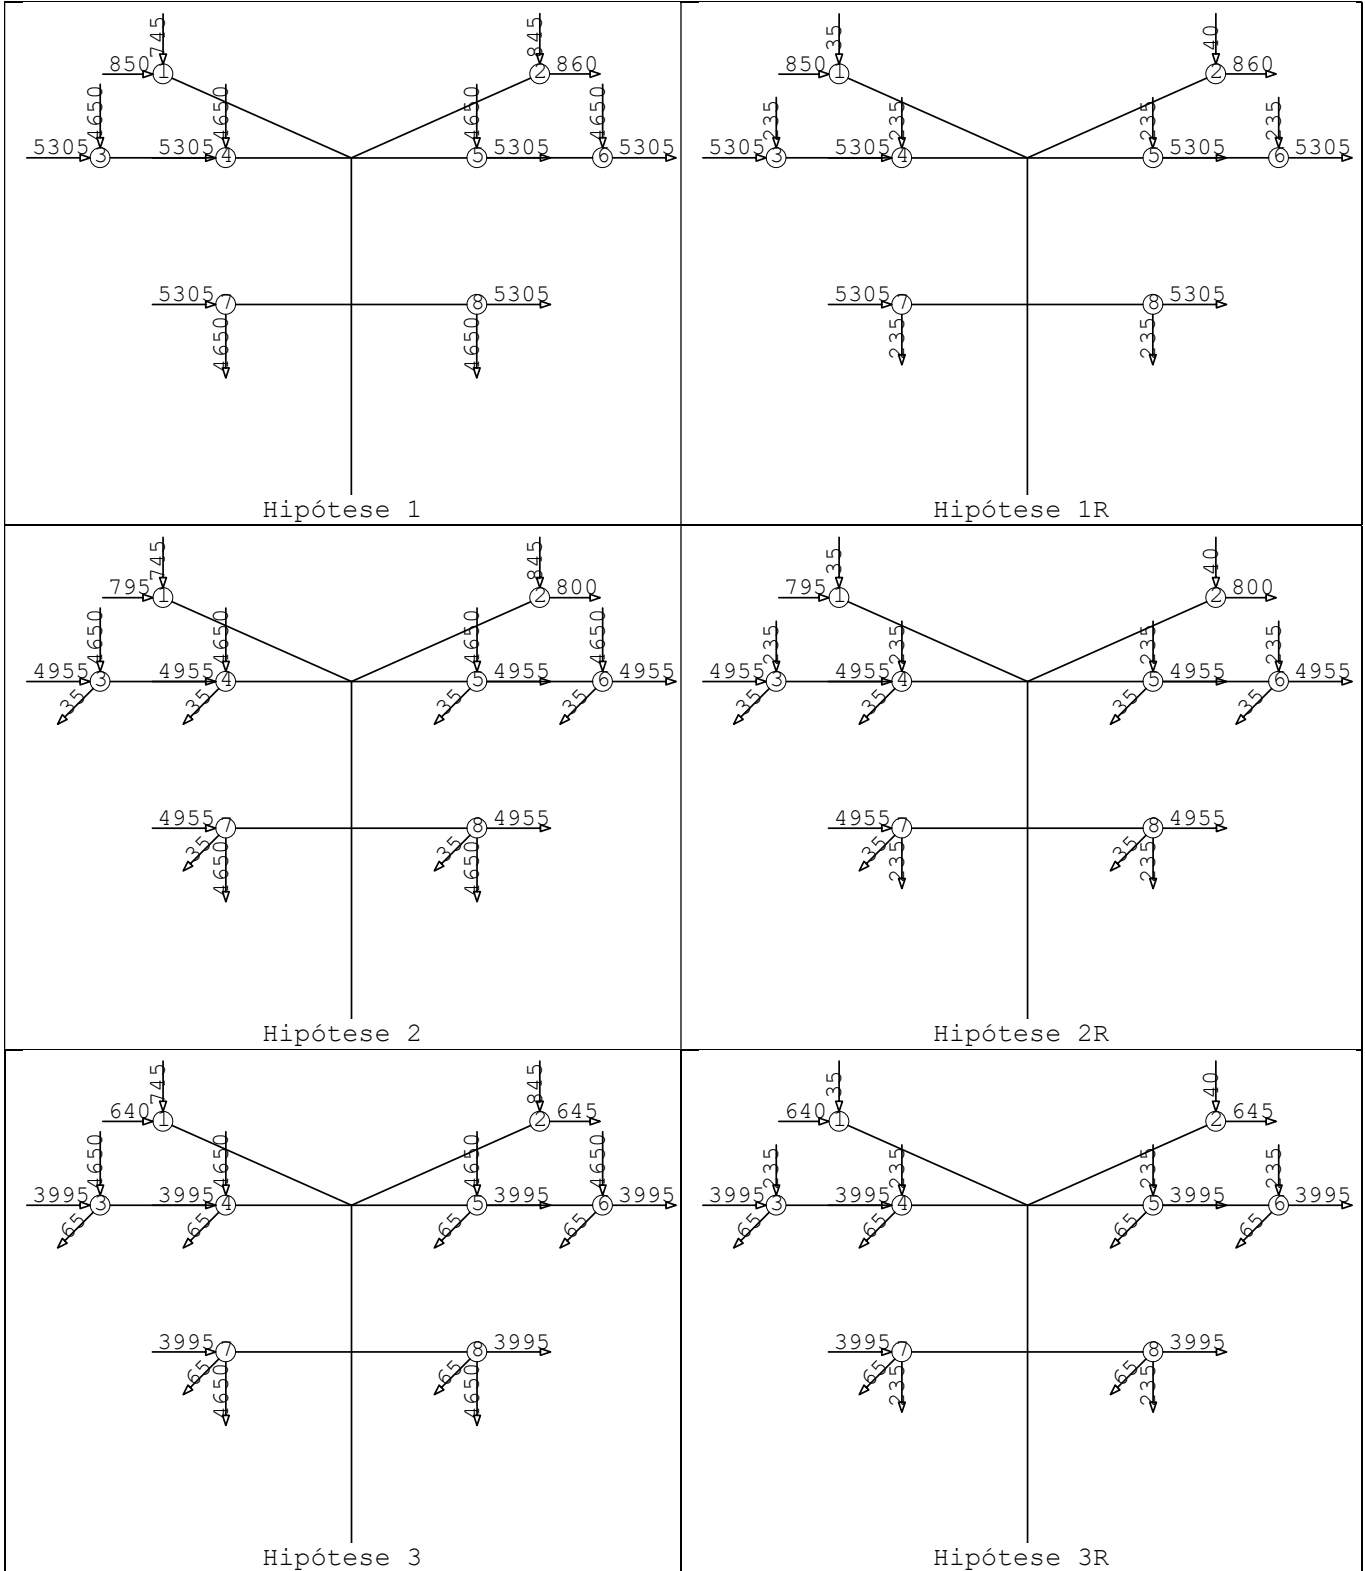 745 845
850 1 2 860
4650 4650 4650 4650
5305 3 5305 4 5 5305 6 5305
5305 7 8 5305
4650 4650
Hipótese 1
35 40
850 1 2 860
235 235 235 235
5305 3 5305 4 5 5305 6 5305
5305 7 8 5305
235 235
Hipótese 1R
745 845
795 1 2 800
4650 4650 4650 4650
4955 3 4955 4 5 4955 6 4955
35 35 35 35
4955 7 8 4955
35 4650 35 4650
Hipótese 2
35 40
795 1 2 800
235 235 235 235
4955 3 4955 4 5 4955 6 4955
35 35 35 35
4955 7 8 4955
35 235 35 235
Hipótese 2R
745 845
640 1 2 645
4650 4650 4650 4650
3995 3 3995 4 5 3995 6 3995
65 65 65 65
3995 7 8 3995
65 4650 65 4650
Hipótese 3
35 40
640 1 2 645
235 235 235 235
3995 3 3995 4 5 3995 6 3995
65 65 65 65
3995 7 8 3995
65 235 65 235
Hipótese 3R